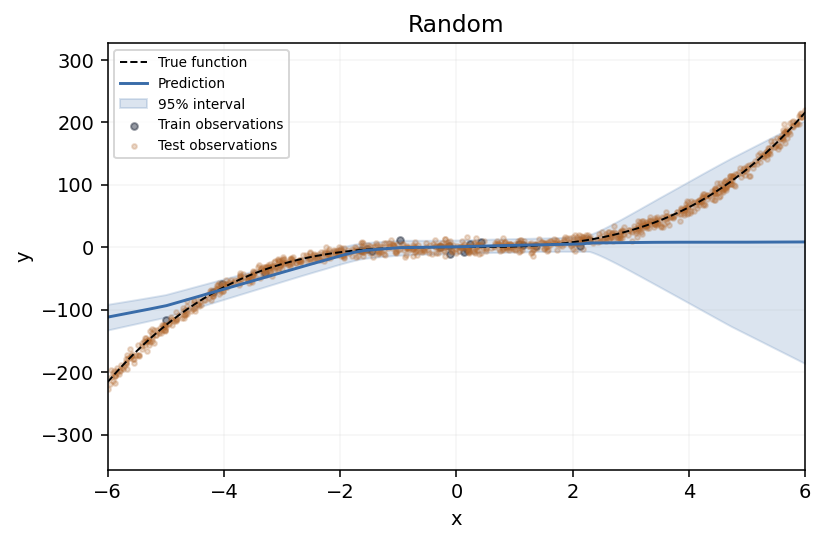 Random
True function
Prediction
95% interval
Train observations
Test observations
300
200
100
0
−100
−200
−300
y
−6
−4
−2
0
2
4
6
x